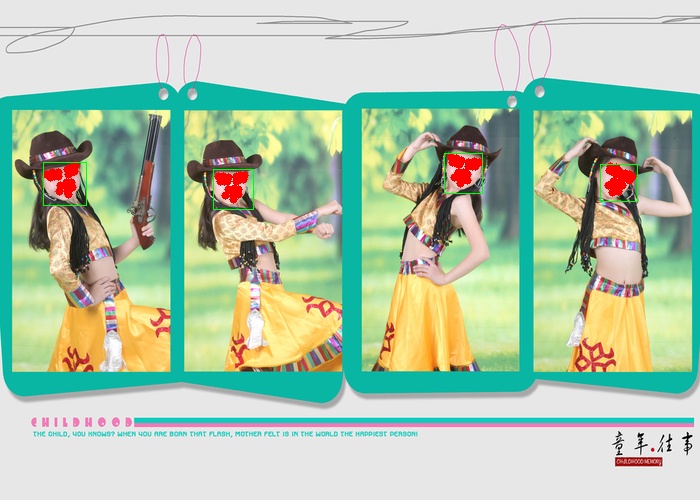 CHILDHOOD
THE CHILD, YOU KNOWS? WHEN YOU ARE BORN THAT FLASH, MOTHER FELT IS IN THE WORLD THE HAPPIEST PERSON!
童年.往事
CHILDHOOD MEMORY